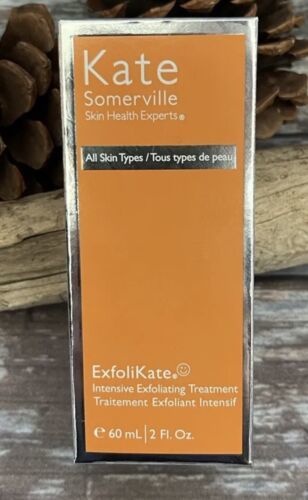 Kate
Somerville
Skin Health Experts®
All Skin Types / Tous types de peau
ExfoliKate®
Intensive Exfoliating Treatment
Traitement Exfoliant Intensif
℮ 60 mL | 2 Fl. Oz.